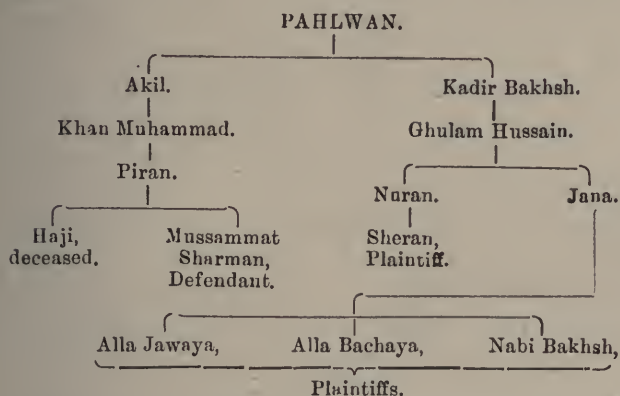 PAHLWAN.
Akil. Kadir Bakhsh.
Khan Muhammad. Ghulam Hussain.
Piran.
Nuran. Jana.
Haji, Mussammat Sheran,
deceased. Sharman, Plaintiff.
Defendant.
Alla Jawaya, Alla Bachaya, Nabi Bakhsh,
Plaintiffs.